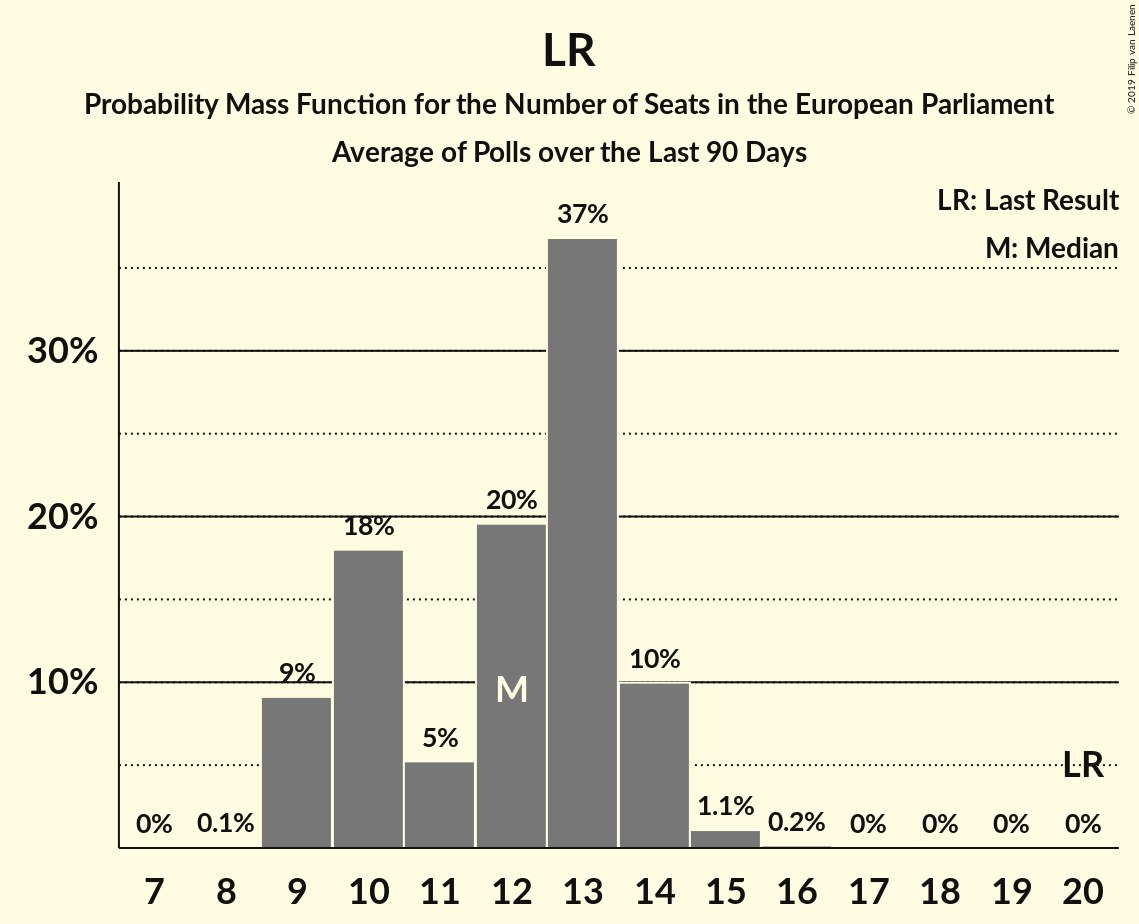 © 2019 Filip van Laenen
LR
Probability Mass Function for the Number of Seats in the European Parliament
Average of Polls over the Last 90 Days
LR: Last Result
M: Median
37%
30%
20%
20%
18%
10%
10%
9%
M
5%
LR
1.1%
0% 0.1% 0.2% 0% 0% 0% 0%
7 8 9 10 11 12 13 14 15 16 17 18 19 20